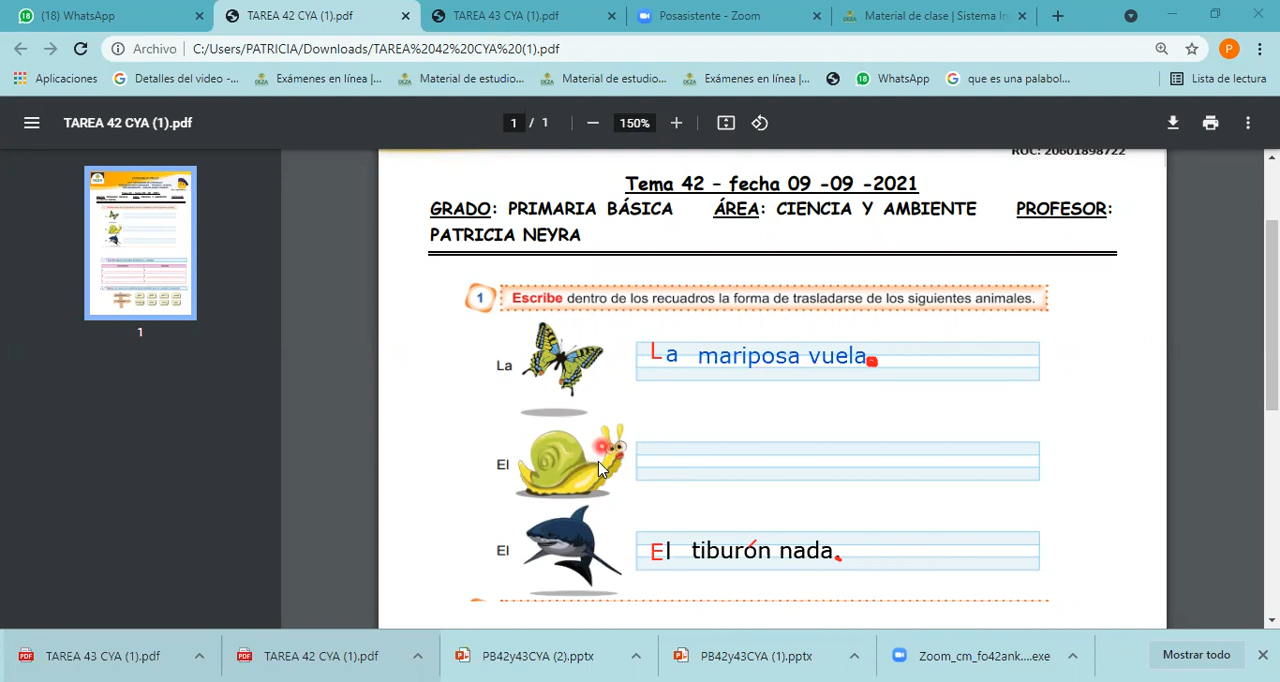 (18) WhatsApp
TAREA 42 CYA (1).pdf
TAREA 43 CYA (1).pdf
Posasistente - Zoom
Material de clase | Sistema In
Archivo C:/Users/PATRICIA/Downloads/TAREA%2042%20CYA%20(1).pdf
P
Aplicaciones
Detalles del video -...
Exámenes en línea |...
Material de estudio...
Material de estudio...
Exámenes en línea |...
WhatsApp
que es una palabol...
Lista de lectura
TAREA 42 CYA (1).pdf
1 / 1
150%
1
RUC: 20601898722
Tema 42 – fecha 09 -09 -2021
GRADO: PRIMARIA BÁSICA ÁREA: CIENCIA Y AMBIENTE PROFESOR:
PATRICIA NEYRA
1 Escribe dentro de los recuadros la forma de trasladarse de los siguientes animales.
La
La mariposa vuela.
El
El
El tiburón nada.
TAREA 43 CYA (1).pdf
TAREA 42 CYA (1).pdf
PB42y43CYA (2).pptx
PB42y43CYA (1).pptx
Zoom_cm_fo42ank....exe
Mostrar todo